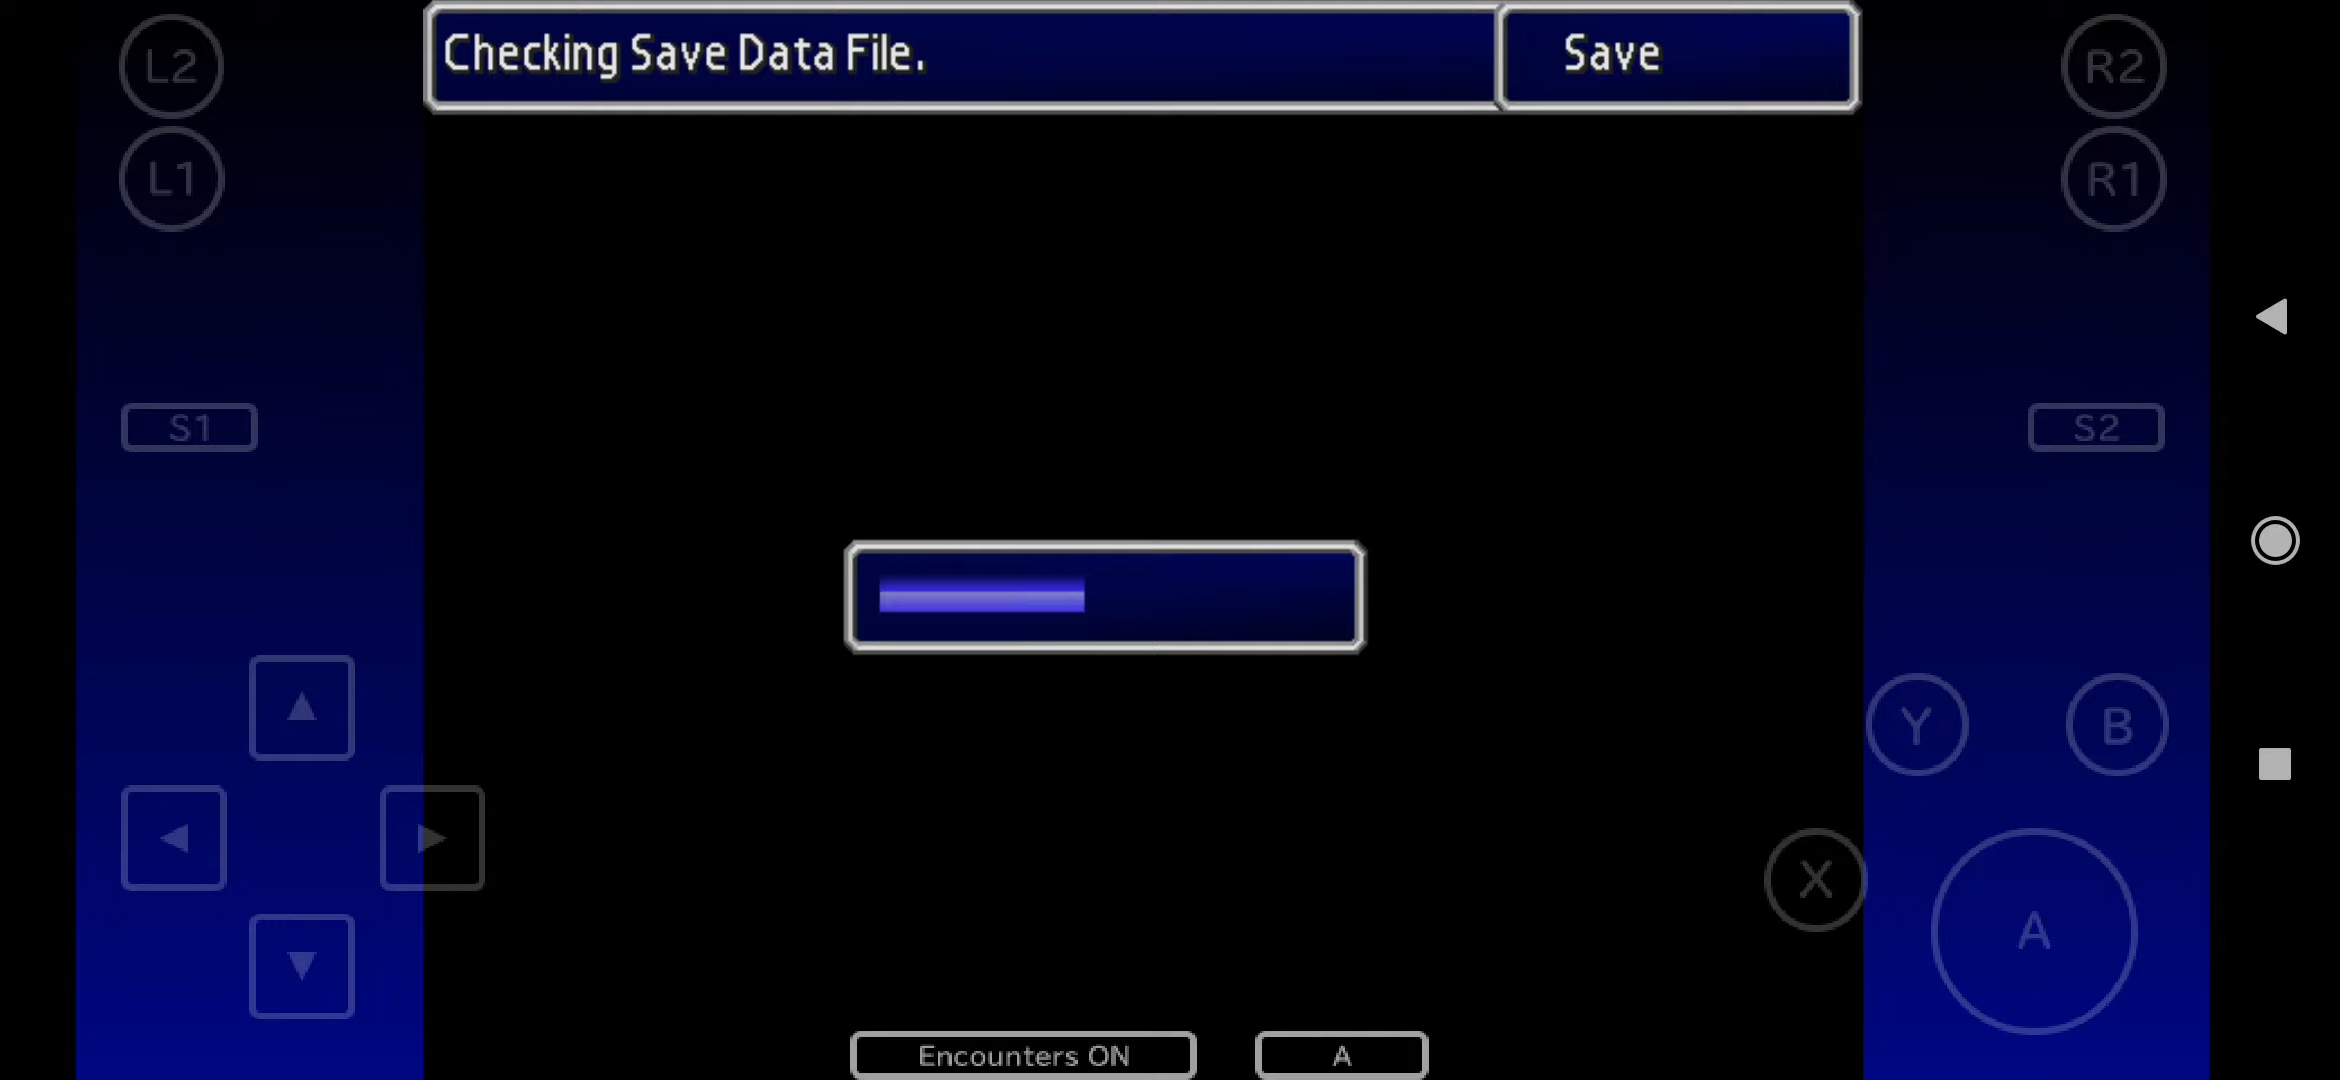 Checking Save Data File.
Save
L2
R2
L1
R1
S1
S2
Y
B
X
A
Encounters ON
A